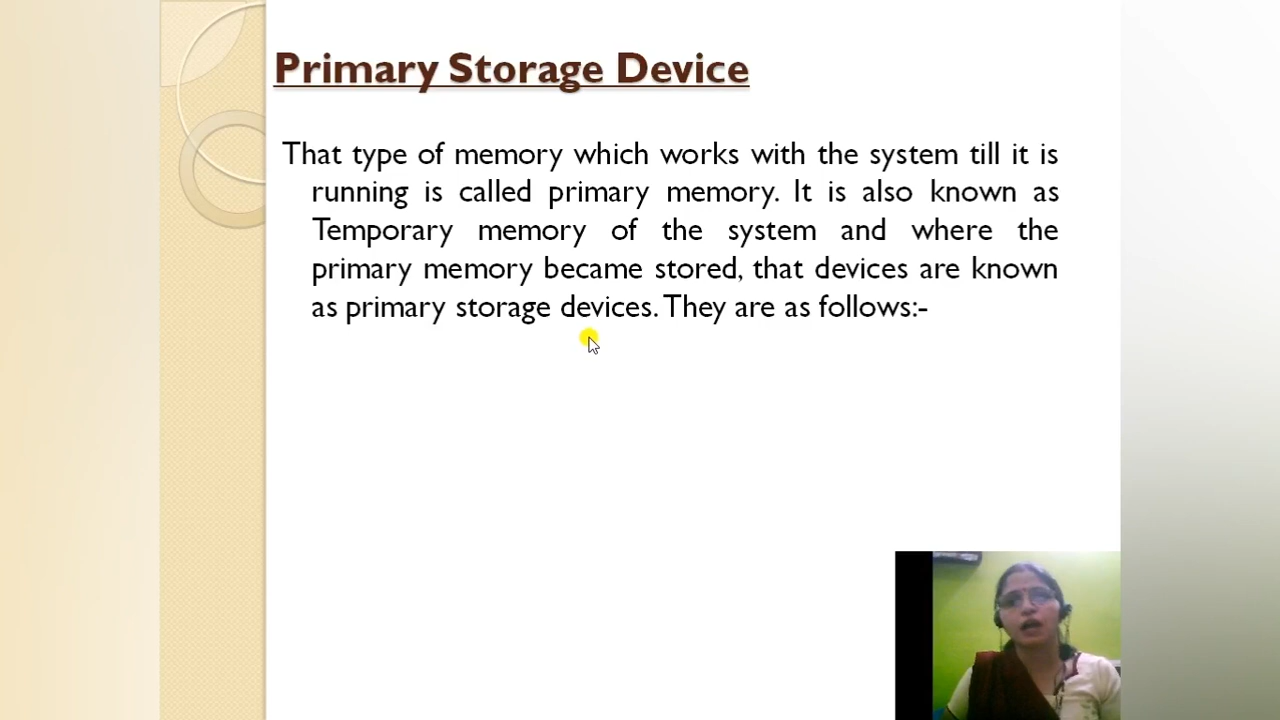 Primary Storage Device
That type of memory which works with the system till it is
running is called primary memory. It is also known as
Temporary memory of the system and where the
primary memory became stored, that devices are known
as primary storage devices. They are as follows:-